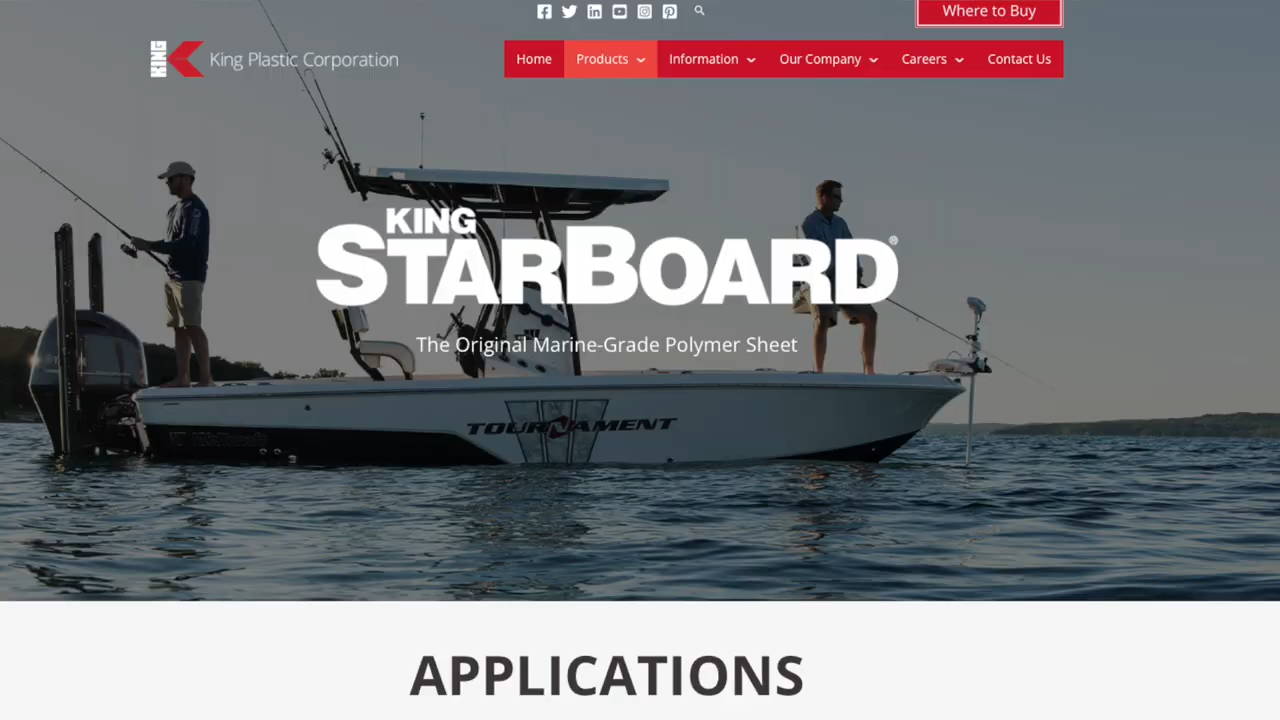 Where to Buy
KING
King Plastic Corporation
Home
Products
Information
Our Company
Careers
Contact Us
KING
STARBOARD®
The Original Marine-Grade Polymer Sheet
TOURNAMENT
APPLICATIONS